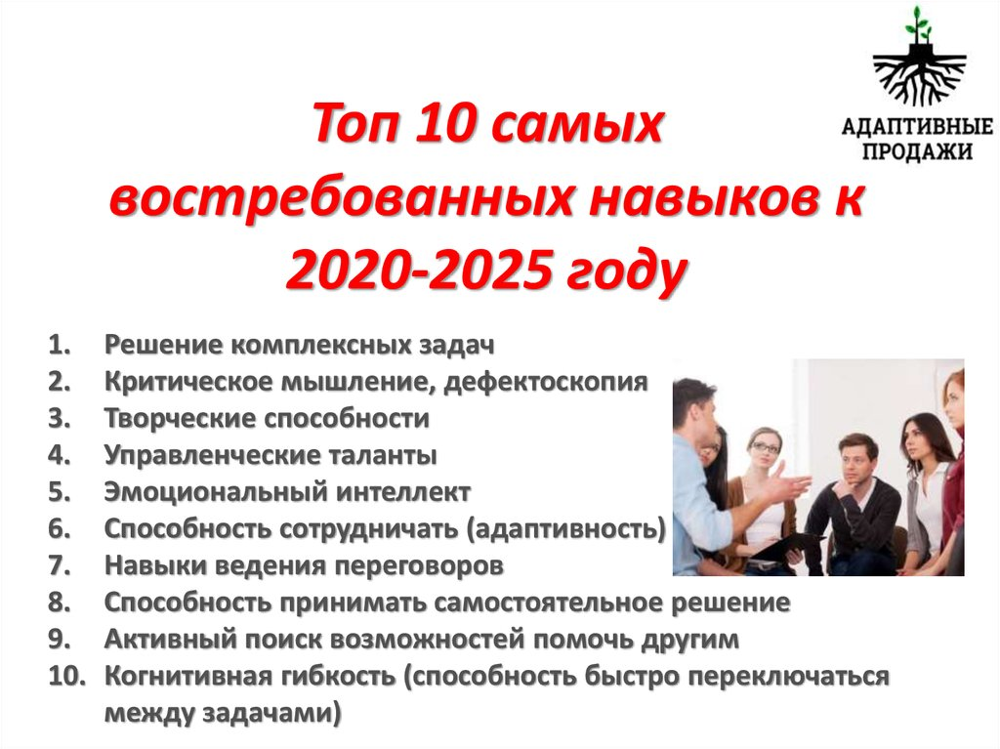 АДАПТИВНЫЕ
ПРОДАЖИ
Топ 10 самых
востребованных навыков к
2020-2025 году
1. Решение комплексных задач
2. Критическое мышление, дефектоскопия
3. Творческие способности
4. Управленческие таланты
5. Эмоциональный интеллект
6. Способность сотрудничать (адаптивность)
7. Навыки ведения переговоров
8. Способность принимать самостоятельное решение
9. Активный поиск возможностей помочь другим
10. Когнитивная гибкость (способность быстро переключаться
между задачами)